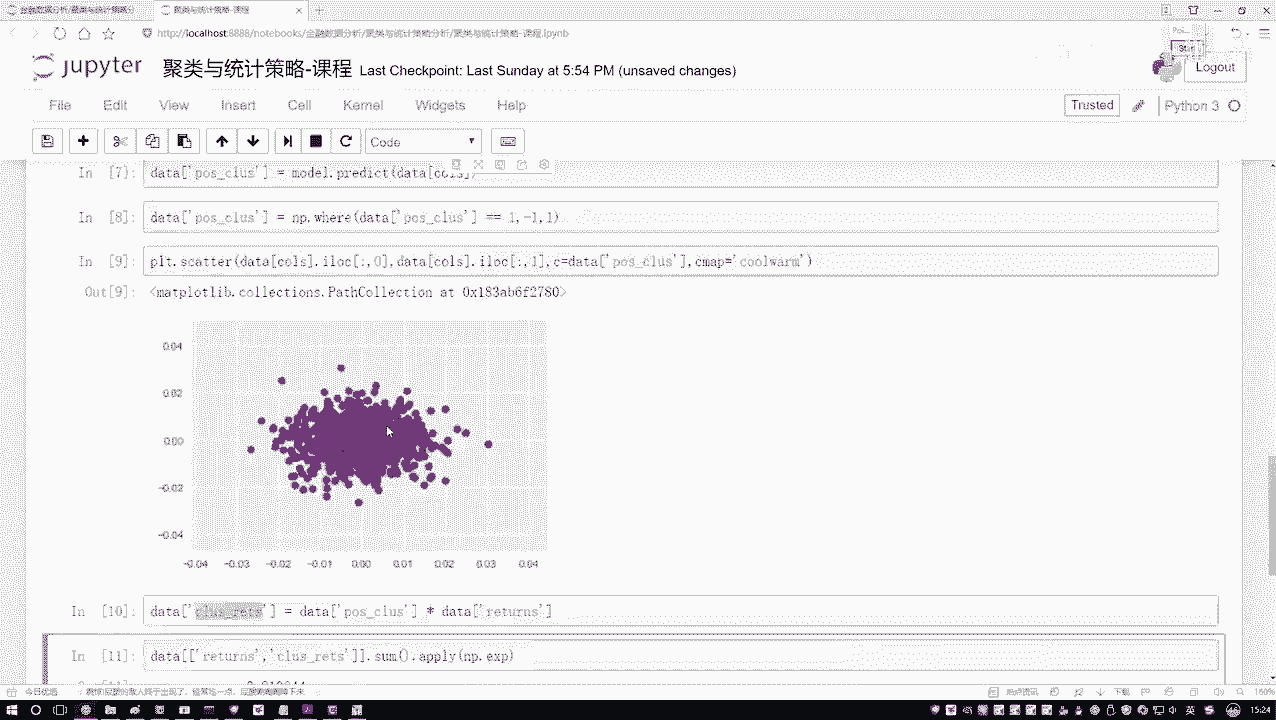 金融数据分析/聚类与统计策略分
聚类与统计策略-课程
http://localhost:8888/notebooks/金融数据分析/聚类与统计策略分析/聚类与统计策略-课程.ipynb
jupyter 聚类与统计策略-课程 Last Checkpoint: Last Sunday at 5:54 PM (unsaved changes)
Logout
File Edit View Insert Cell Kernel Widgets Help
Trusted Python 3
Code
In [7]: data['pos_clus'] = model.predict(data[cols])
In [8]: data['pos_clus'] = np.where(data['pos_clus'] == 1,-1,1)
In [9]: plt.scatter(data[cols].iloc[:,0],data[cols].iloc[:,1],c=data['pos_clus'],cmap='coolwarm')
Out[9]: <matplotlib.collections.PathCollection at 0x183ab6f2780>
0.04
0.02
0.00
-0.02
-0.04
-0.04 -0.03 -0.02 -0.01 0.00 0.01 0.02 0.03 0.04
In [10]: data['clus_rets'] = data['pos_clus'] * data['returns']
In [11]: data[['returns','clus_rets']].sum().apply(np.exp)
今日优选
下载
160%
英
15:24